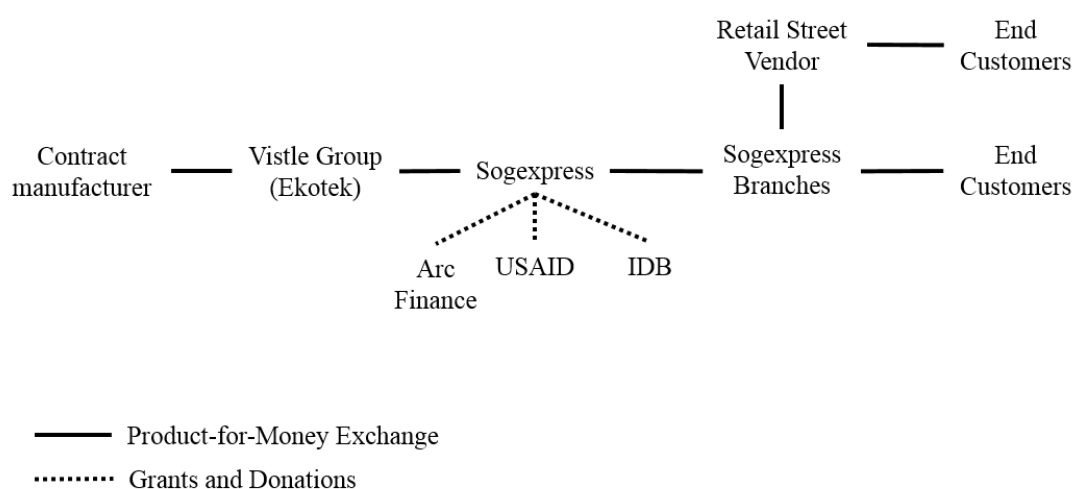 Retail Street
Vendor
End
Customers
Contract
manufacturer
Vistle Group
(Ekotek)
Sogexpress
Sogexpress
Branches
End
Customers
Arc
Finance
USAID
IDB
Product-for-Money Exchange
Grants and Donations